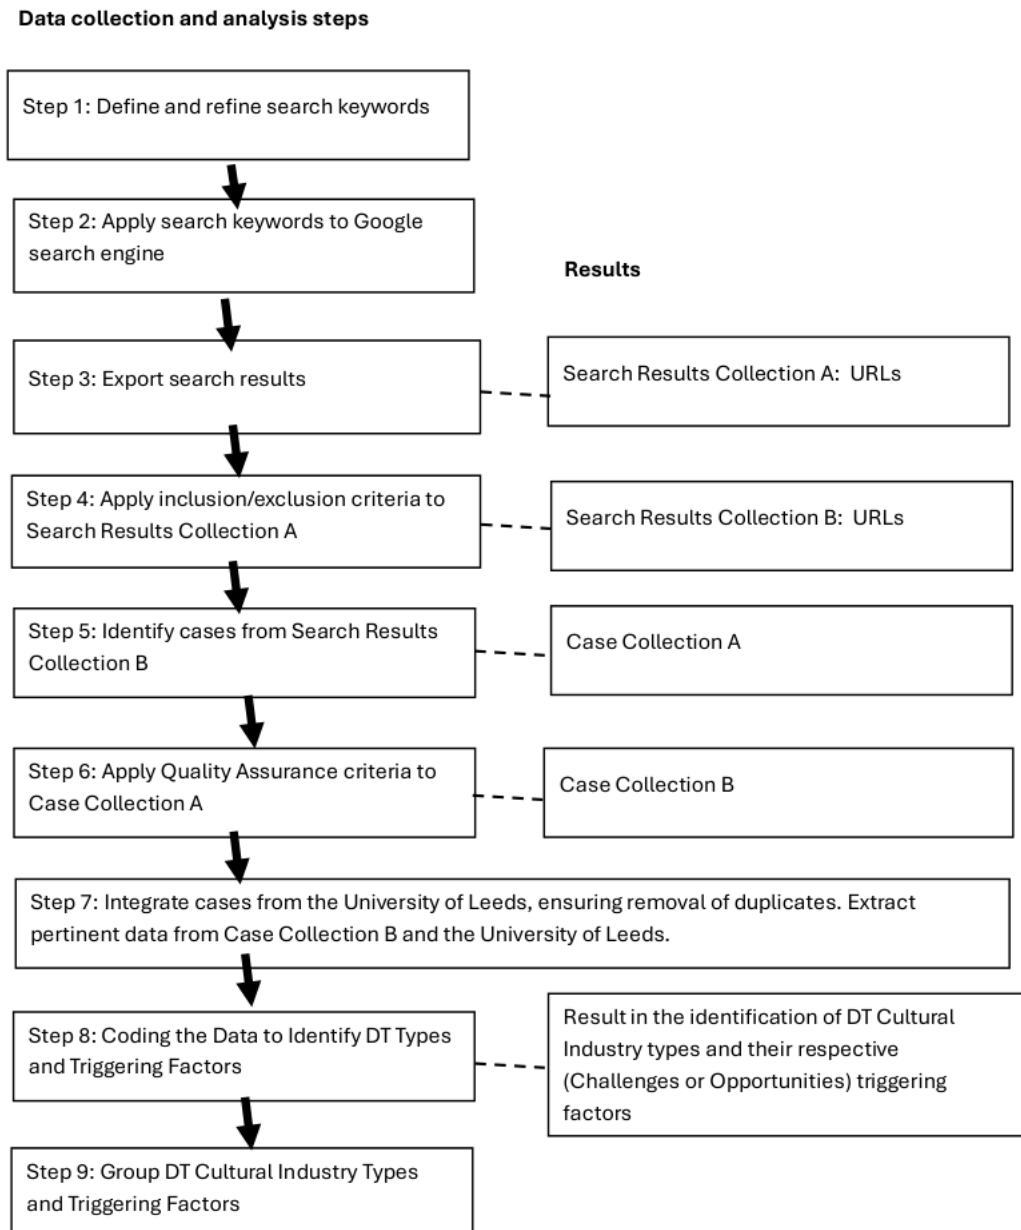 Data collection and analysis steps
Step 1: Define and refine search keywords
Step 2: Apply search keywords to Google
search engine
Results
Step 3: Export search results
Search Results Collection A:  URLs
Step 4: Apply inclusion/exclusion criteria to
Search Results Collection A
Search Results Collection B:  URLs
Step 5: Identify cases from Search Results
Collection B
Case Collection A
Step 6: Apply Quality Assurance criteria to
Case Collection A
Case Collection B
Step 7: Integrate cases from the University of Leeds, ensuring removal of duplicates. Extract
pertinent data from Case Collection B and the University of Leeds.
Step 8: Coding the Data to Identify DT Types
and Triggering Factors
Result in the identification of DT Cultural
Industry types and their respective
(Challenges or Opportunities) triggering
factors
Step 9: Group DT Cultural Industry Types
and Triggering Factors